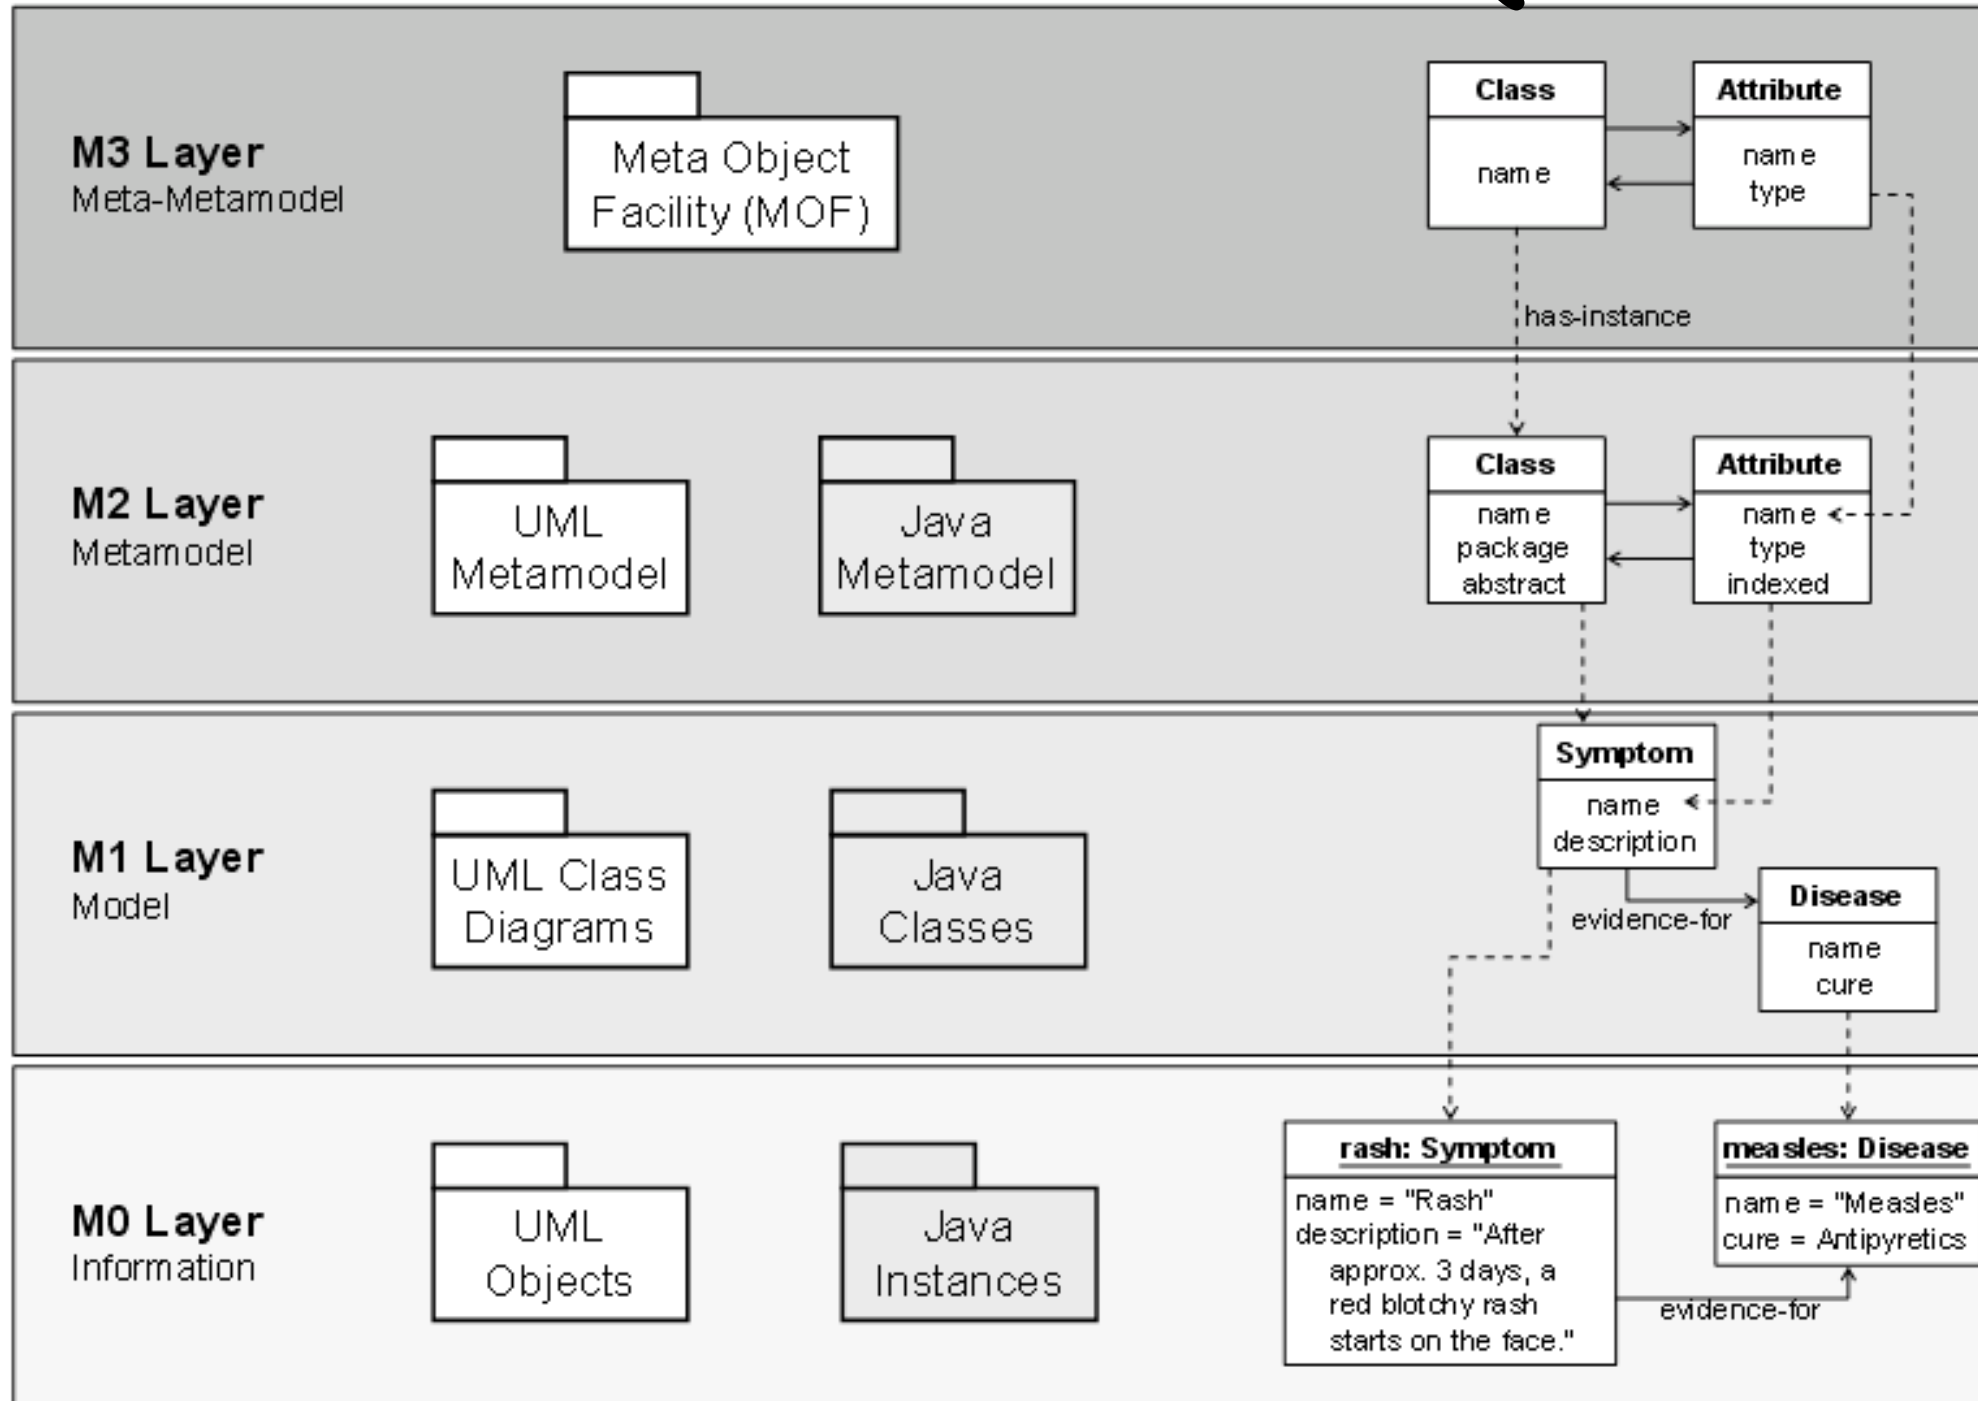 M3 Layer
Meta-Metamodel
Meta Object
Facility (MOF)
Class
name
Attribute
name
type
has-instance
M2 Layer
Metamodel
UML
Metamodel
Java
Metamodel
Class
name
package
abstract
Attribute
name
type
indexed
M1 Layer
Model
UML Class
Diagrams
Java
Classes
Symptom
name
description
evidence-for
Disease
name
cure
M0 Layer
Information
UML
Objects
Java
Instances
rash: Symptom
name = "Rash"
description = "After
approx. 3 days, a
red blotchy rash
starts on the face."
evidence-for
measles: Disease
name = "Measles"
cure = Antipyretics